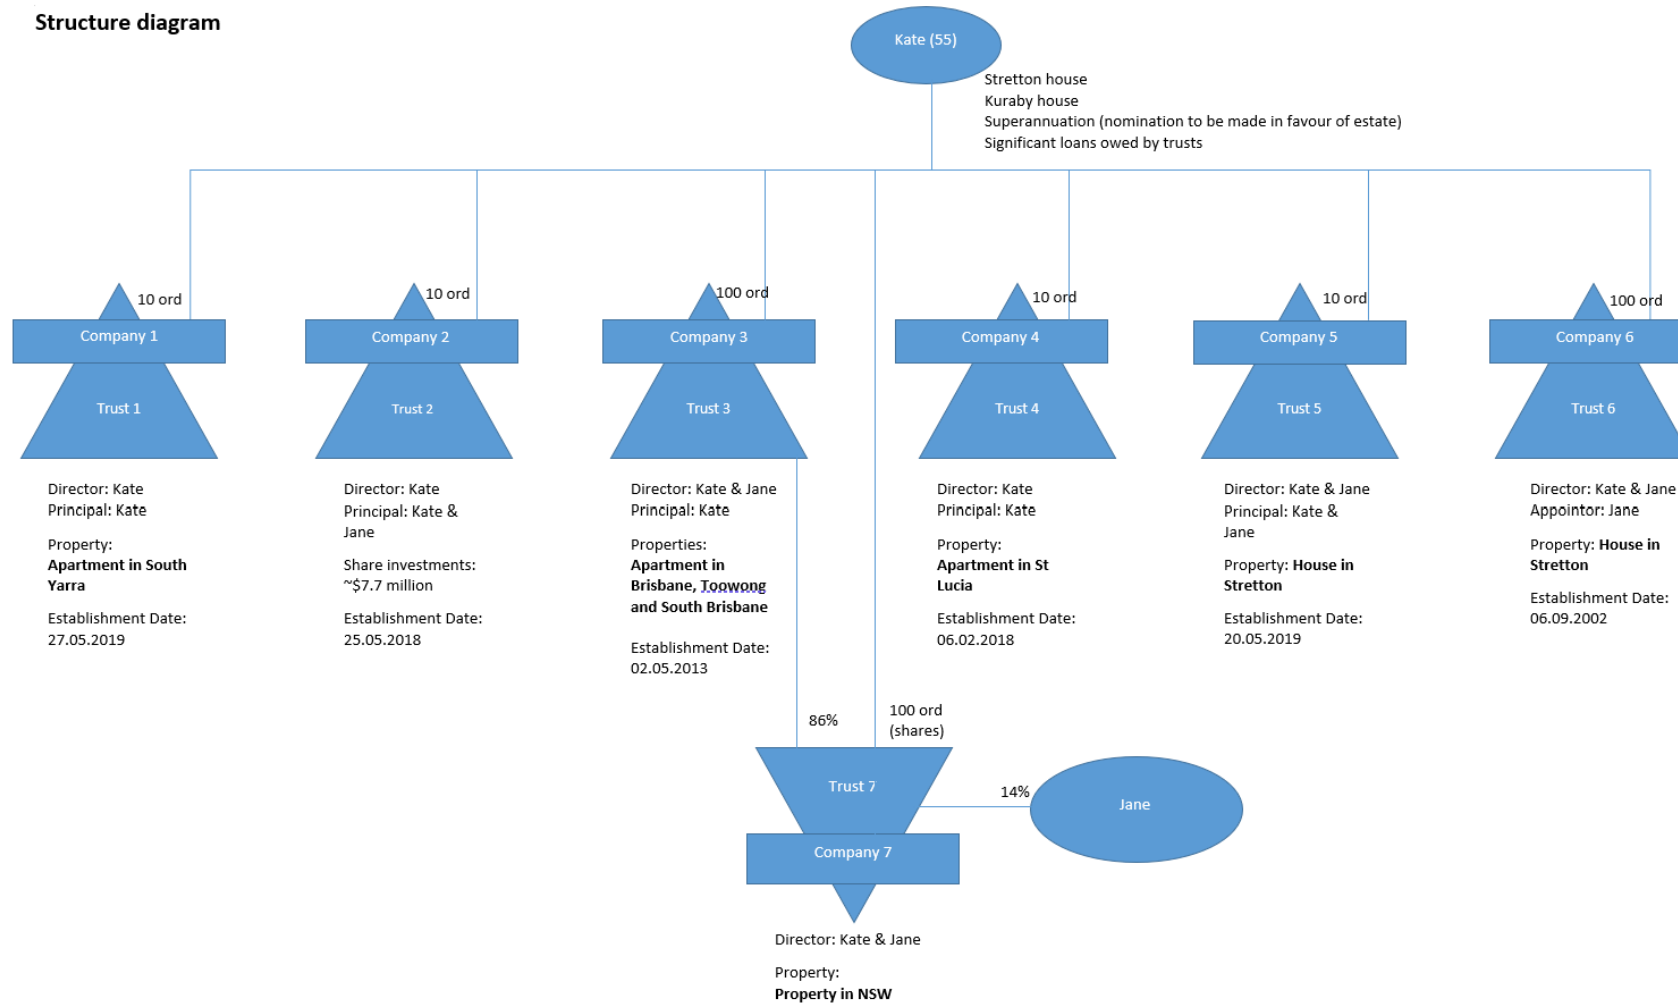 Structure diagram
Kate (55)
Stretton house
Kuraby house
Superannuation (nomination to be made in favour of estate)
Significant loans owed by trusts
10 ord
Company 1
Trust 1
Director: Kate
Principal: Kate
Property:
Apartment in South
Yarra
Establishment Date:
27.05.2019
10 ord
Company 2
Trust 2
Director: Kate
Principal: Kate &
Jane
Share investments:
~$7.7 million
Establishment Date:
25.05.2018
100 ord
Company 3
Trust 3
Director: Kate & Jane
Principal: Kate
Properties:
Apartment in
Brisbane, Toowong
and South Brisbane
Establishment Date:
02.05.2013
10 ord
Company 4
Trust 4
Director: Kate
Principal: Kate
Property:
Apartment in St
Lucia
Establishment Date:
06.02.2018
10 ord
Company 5
Trust 5
Director: Kate & Jane
Principal: Kate &
Jane
Property: House in
Stretton
Establishment Date:
20.05.2019
100 ord
Company 6
Trust 6
Director: Kate & Jane
Appointor: Jane
Property: House in
Stretton
Establishment Date:
06.09.2002
86%
100 ord
(shares)
Trust 7
14%
Jane
Company 7
Director: Kate & Jane
Property:
Property in NSW